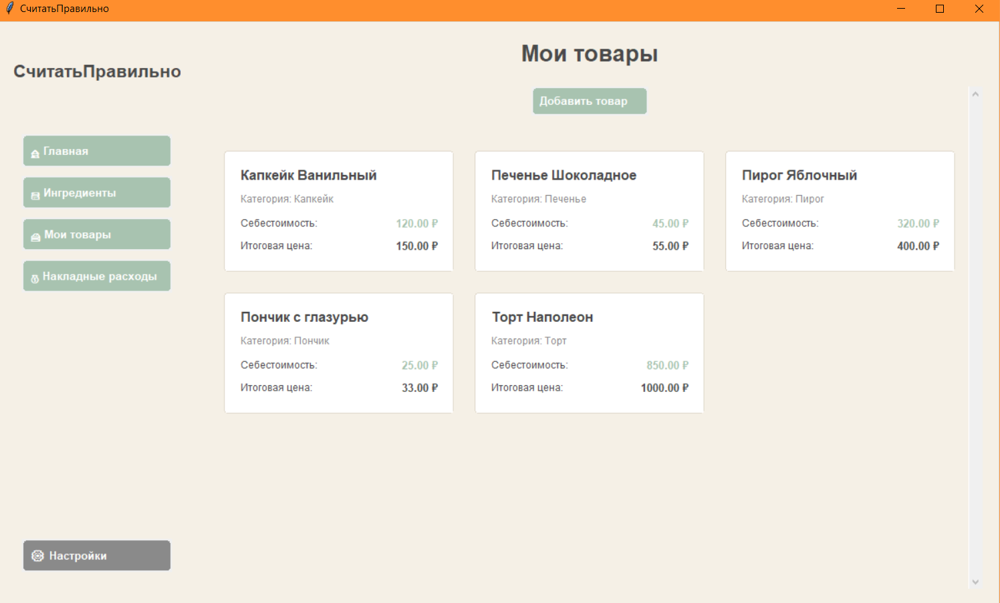 СчитатьПравильно
СчитатьПравильно
Главная
Ингредиенты
Мои товары
Накладные расходы
Настройки
Мои товары
Добавить товар
Капкейк Ванильный
Категория: Капкейк
Себестоимость: 120.00 ₽
Итоговая цена: 150.00 ₽
Печенье Шоколадное
Категория: Печенье
Себестоимость: 45.00 ₽
Итоговая цена: 55.00 ₽
Пирог Яблочный
Категория: Пирог
Себестоимость: 320.00 ₽
Итоговая цена: 400.00 ₽
Пончик с глазурью
Категория: Пончик
Себестоимость: 25.00 ₽
Итоговая цена: 33.00 ₽
Торт Наполеон
Категория: Торт
Себестоимость: 850.00 ₽
Итоговая цена: 1000.00 ₽